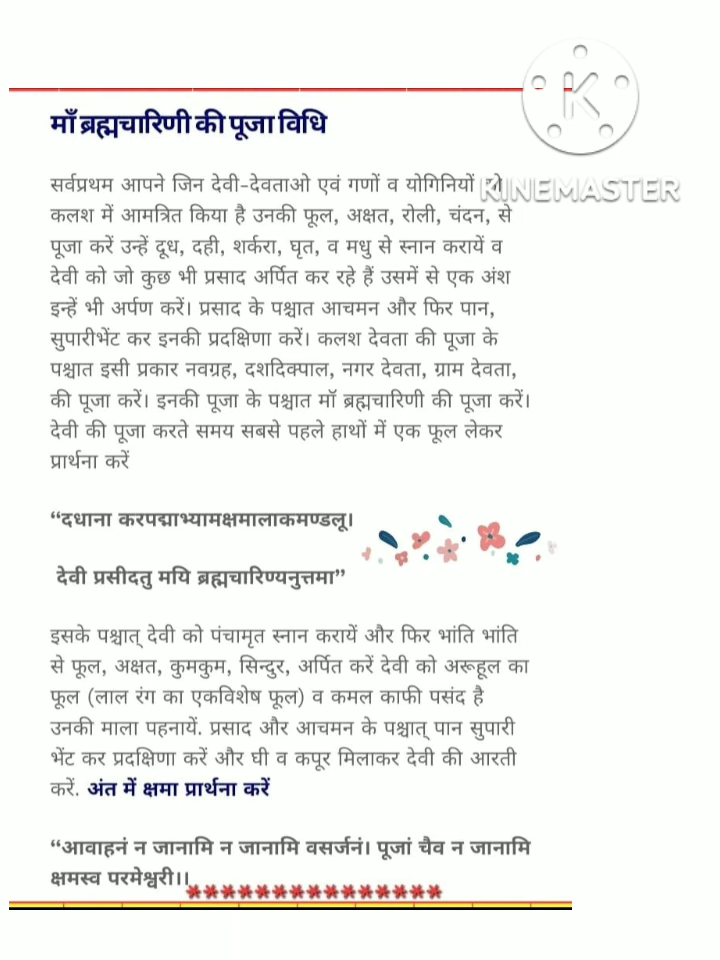 माँ ब्रह्मचारिणी की पूजा विधि
KINEMASTER
सर्वप्रथम आपने जिन देवी-देवताओ एवं गणों व योगिनियों
कलश में आमत्रित किया है उनकी फूल, अक्षत, रोली, चंदन, से
पूजा करें उन्हें दूध, दही, शर्करा, घृत, व मधु से स्नान करायें व
देवी को जो कुछ भी प्रसाद अर्पित कर रहे हैं उसमें से एक अंश
इन्हें भी अर्पण करें। प्रसाद के पश्चात आचमन और फिर पान,
सुपारीभेंट कर इनकी प्रदक्षिणा करें। कलश देवता की पूजा के
पश्चात इसी प्रकार नवग्रह, दशदिक्पाल, नगर देवता, ग्राम देवता,
की पूजा करें। इनकी पूजा के पश्चात मॉ ब्रह्मचारिणी की पूजा करें।
देवी की पूजा करते समय सबसे पहले हाथों में एक फूल लेकर
प्रार्थना करें
“दधाना करपद्माभ्यामक्षमालाकमण्डलू।
देवी प्रसीदतु मयि ब्रह्मचारिण्यनुत्तमा”
इसके पश्चात् देवी को पंचामृत स्नान करायें और फिर भांति भांति
से फूल, अक्षत, कुमकुम, सिन्दुर, अर्पित करें देवी को अरूहूल का
फूल (लाल रंग का एकविशेष फूल) व कमल काफी पसंद है
उनकी माला पहनायें. प्रसाद और आचमन के पश्चात् पान सुपारी
भेंट कर प्रदक्षिणा करें और घी व कपूर मिलाकर देवी की आरती
करें. अंत में क्षमा प्रार्थना करें
“आवाहनं न जानामि न जानामि वसर्जनं। पूजां चैव न जानामि
क्षमस्व परमेश्वरी।।